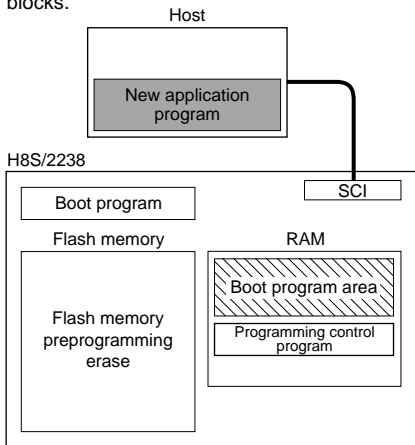 blocks.
Host
New application
program
H8S/2238
SCI
Boot program
Flash memory
RAM
Boot program area
Flash memory
preprogramming
erase
Programming control
program